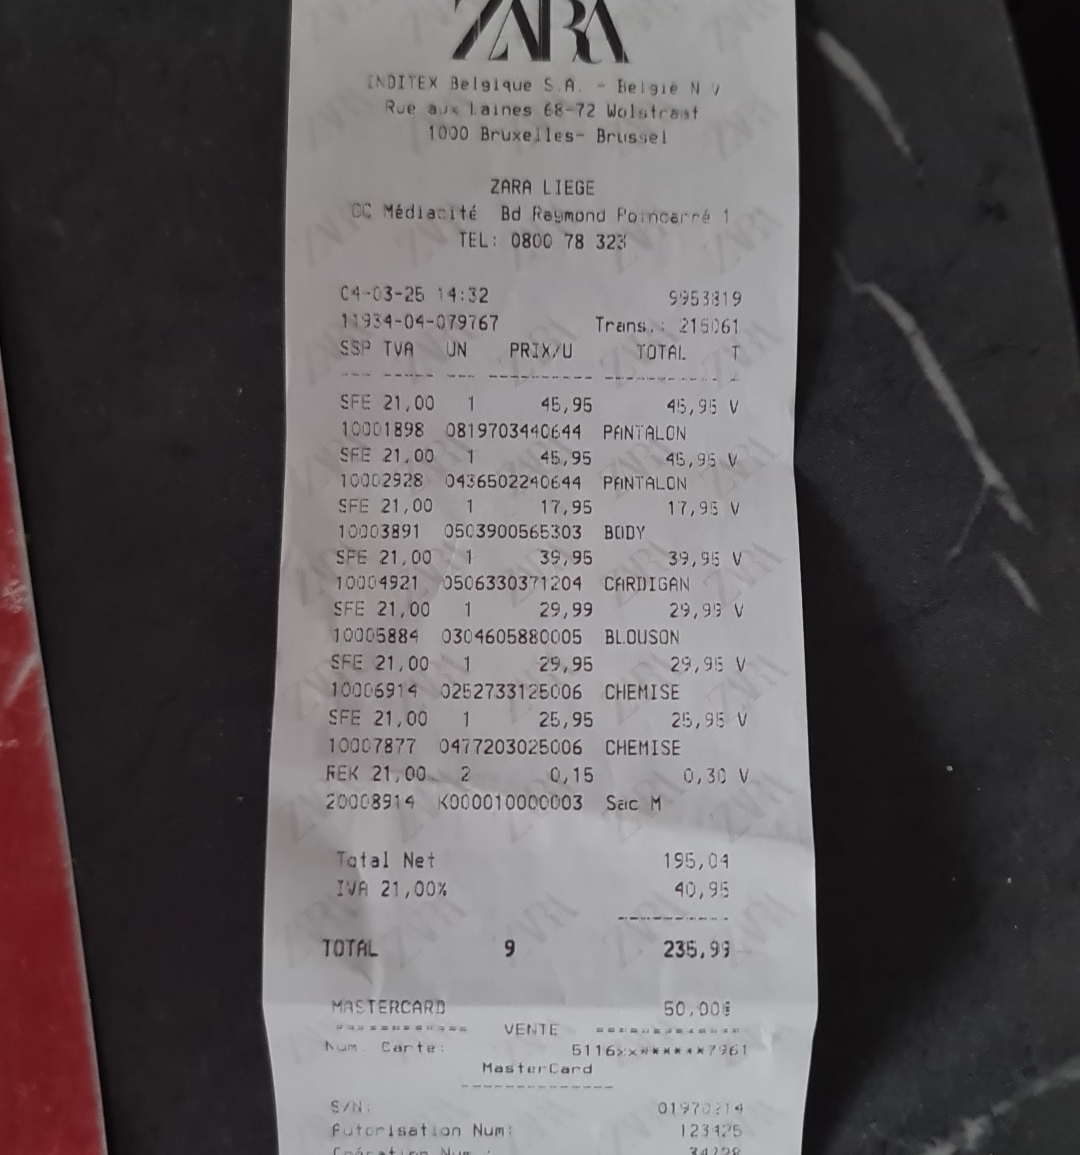 ZARA
INDITEX Belgique S.A. - België N V
Rue aux Laines 68-72 Wolstraat
1000 Bruxelles- Brussel
ZARA LIEGE
CC Médiacité Bd Raymond Poincarré 1
TEL: 0800 78 323
04-03-25 14:32 9953819
11934-04-079767 Trans.: 215061
SSP TVA UN PRIX/U TOTAL T
SFE 21,00 1 45,95 45,95 V
10001898 0819703440644 PANTALON
SFE 21,00 1 45,95 45,95 V
10002928 0436502240644 PANTALON
SFE 21,00 1 17,95 17,95 V
10003891 0503900565303 BODY
SFE 21,00 1 39,95 39,95 V
10004921 0506330371204 CARDIGAN
SFE 21,00 1 29,99 29,99 V
10005884 0304605880005 BLOUSON
SFE 21,00 1 29,95 29,95 V
10006914 0252733125006 CHEMISE
SFE 21,00 1 25,95 25,95 V
10007877 0477203025006 CHEMISE
REK 21,00 2 0,15 0,30 V
20008914 K000010000003 Sac M
Total Net 195,04
IVA 21,00% 40,95
TOTAL 9 235,99
MASTERCARD 50,00€
============ VENTE =============
Num. Carte: 5116********7961
MasterCard
S/N: 01970214
Autorisation Num: 123425
Opération Num.: